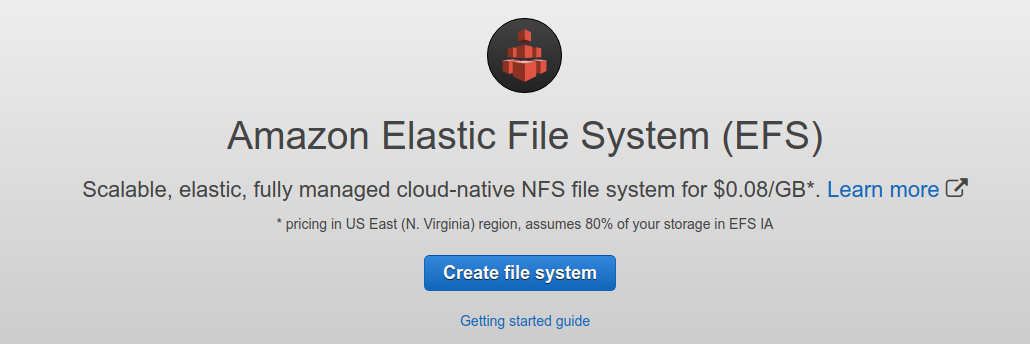 Amazon Elastic File System (EFS)
Scalable, elastic, fully managed cloud-native NFS file system for $0.08/GB*. Learn more
* pricing in US East (N. Virginia) region, assumes 80% of your storage in EFS IA
Create file system
Getting started guide